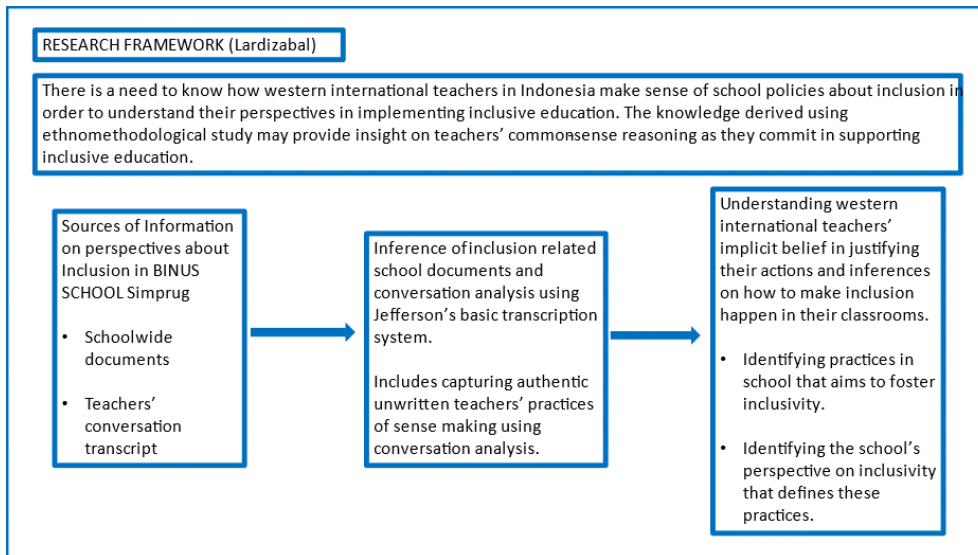 RESEARCH FRAMEWORK (Lardizabal)
There is a need to know how western international teachers in Indonesia make sense of school policies about inclusion in
order to understand their perspectives in implementing inclusive education. The knowledge derived using
ethnomethodological study may provide insight on teachers' commonsense reasoning as they commit in supporting
inclusive education.
Sources of Information
on perspectives about
Inclusion in BINUS
SCHOOL Simprug
• Schoolwide
documents
• Teachers'
conversation
transcript
Inference of inclusion related
school documents and
conversation analysis using
Jefferson's basic transcription
system.
Includes capturing authentic
unwritten teachers' practices
of sense making using
conversation analysis.
Understanding western
international teachers'
implicit belief in justifying
their actions and inferences
on how to make inclusion
happen in their classrooms.
• Identifying practices in
school that aims to foster
inclusivity.
• Identifying the school's
perspective on inclusivity
that defines these
practices.